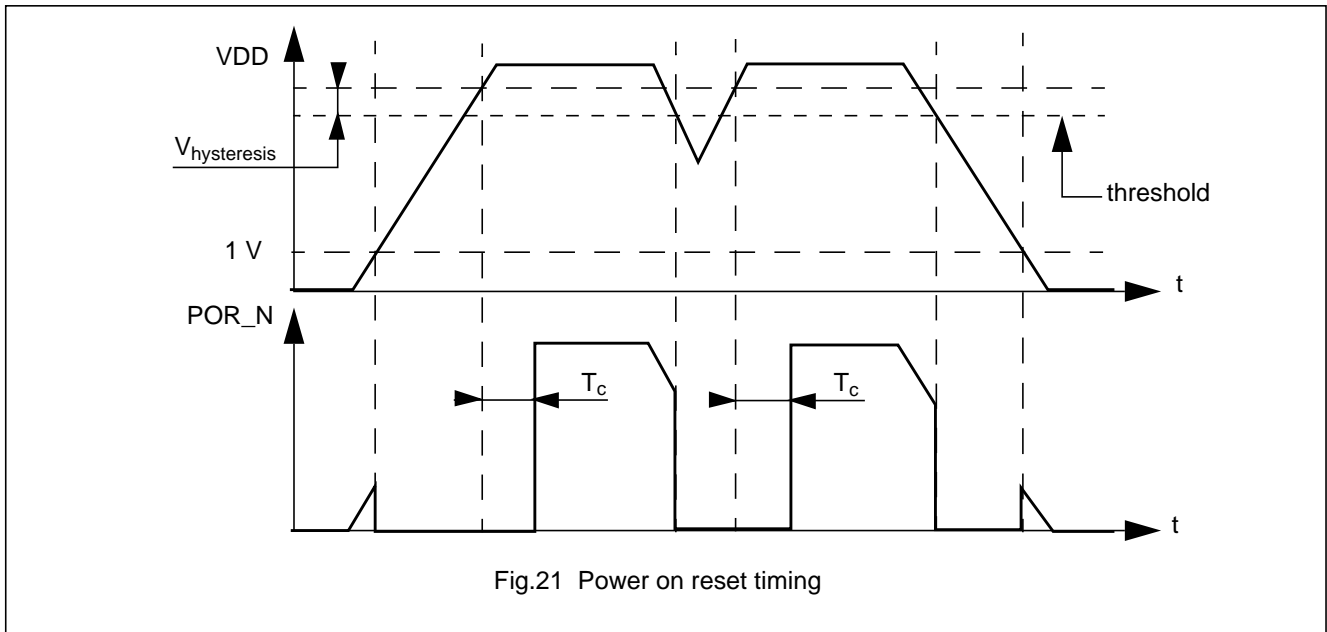 VDD
Vhysteresis
threshold
1 V
t
POR_N
Tc
Tc
t
Fig.21 Power on reset timing